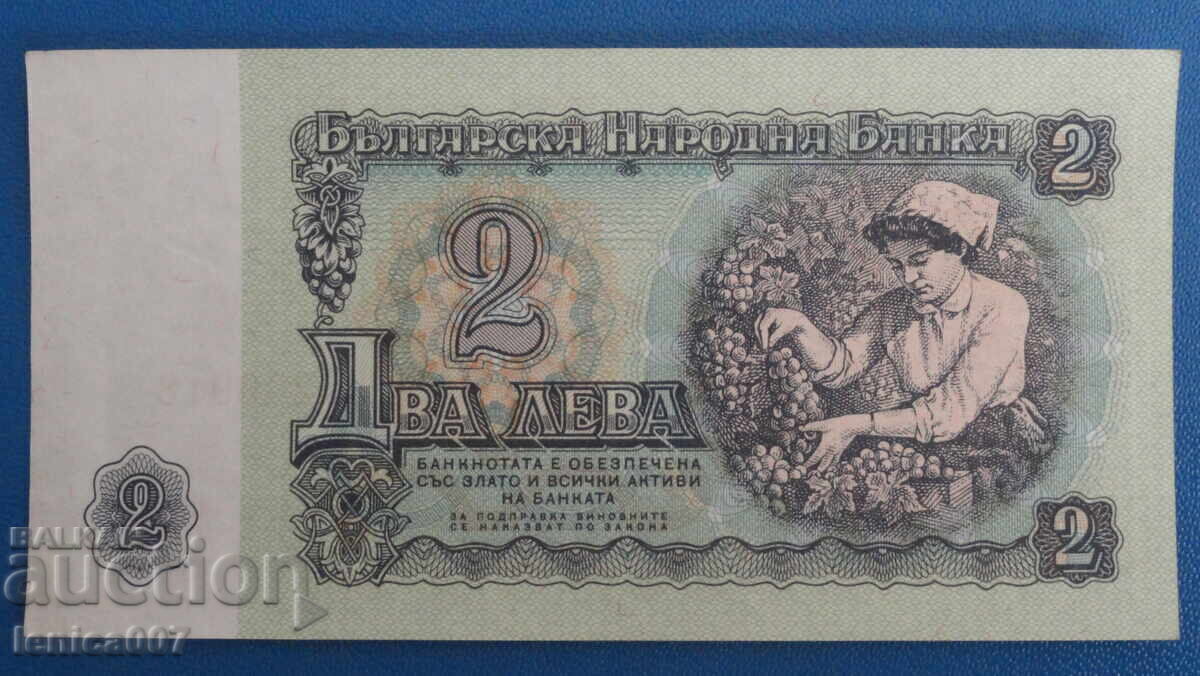 Българска Народна Банка
2
2
Два лева
Банкнотата е обезпечена
със злато и всички активи
на банката
За подправка виновните
се наказват по закона
2
2
BALKAN
auction
lenica007